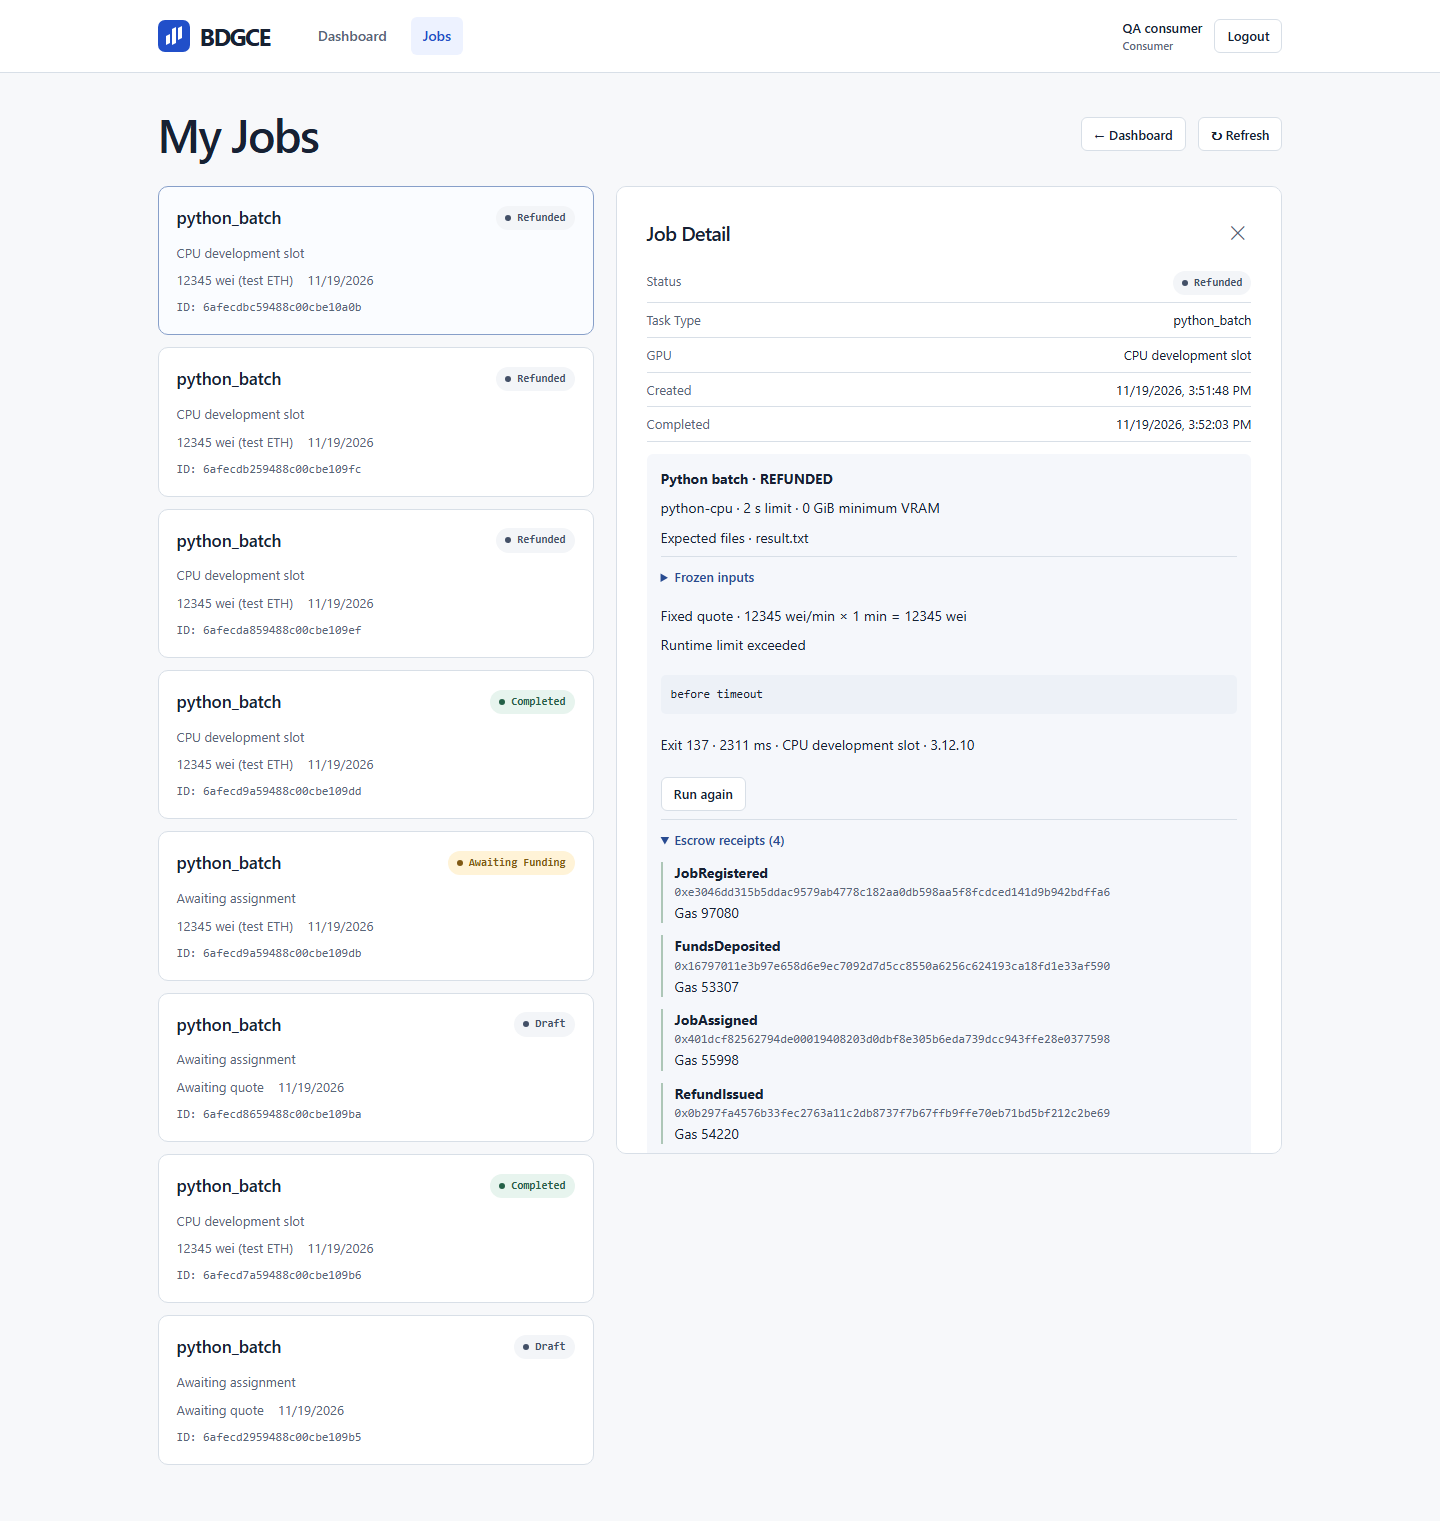 BDGCE
Dashboard
Jobs
QA consumer
Consumer
Logout
My Jobs
← Dashboard
↻ Refresh
python_batch
Refunded
CPU development slot
12345 wei (test ETH) 11/19/2026
ID: 6afecdbc59488c00cbe10a0b
python_batch
Refunded
CPU development slot
12345 wei (test ETH) 11/19/2026
ID: 6afecdb259488c00cbe109fc
python_batch
Refunded
CPU development slot
12345 wei (test ETH) 11/19/2026
ID: 6afecda859488c00cbe109ef
python_batch
Completed
CPU development slot
12345 wei (test ETH) 11/19/2026
ID: 6afecd9a59488c00cbe109dd
python_batch
Awaiting Funding
Awaiting assignment
12345 wei (test ETH) 11/19/2026
ID: 6afecd9a59488c00cbe109db
python_batch
Draft
Awaiting assignment
Awaiting quote 11/19/2026
ID: 6afecd8659488c00cbe109ba
python_batch
Completed
CPU development slot
12345 wei (test ETH) 11/19/2026
ID: 6afecd7a59488c00cbe109b6
python_batch
Draft
Awaiting assignment
Awaiting quote 11/19/2026
ID: 6afecd2959488c00cbe109b5
Job Detail
Status Refunded
Task Type python_batch
GPU CPU development slot
Created 11/19/2026, 3:51:48 PM
Completed 11/19/2026, 3:52:03 PM
Python batch · REFUNDED
python-cpu · 2 s limit · 0 GiB minimum VRAM
Expected files · result.txt
▶ Frozen inputs
Fixed quote · 12345 wei/min × 1 min = 12345 wei
Runtime limit exceeded
before timeout
Exit 137 · 2311 ms · CPU development slot · 3.12.10
Run again
▼ Escrow receipts (4)
JobRegistered
0xe3046dd315b5ddac9579ab4778c182aa0db598aa5f8fcdced141d9b942bdffa6
Gas 97080
FundsDeposited
0x16797011e3b97e658d6e9ec7092d7d5cc8550a6256c624193ca18fd1e33af590
Gas 53307
JobAssigned
0x401dcf82562794de00019408203d0dbf8e305b6eda739dcc943ffe28e0377598
Gas 55998
RefundIssued
0x0b297fa4576b33fec2763a11c2db8737f7b67ffb9ffe70eb71bd5bf212c2be69
Gas 54220